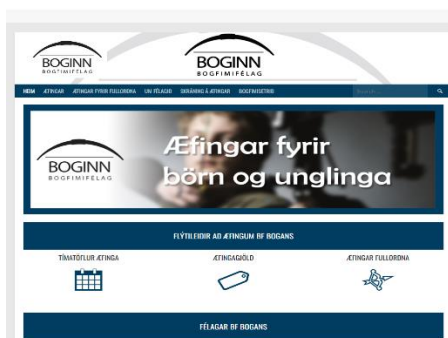 BOGINN
BOGFIMIFÉLAG
BOGINN
BOGFIMIFÉLAG
HEIM ÆFINGAR ÆFINGAR FYRIR FULLORÐNA UM FÉLAGIÐ SKRÁNING Á ÆFINGAR BOGFIMISETRIÐ
BOGINN
BOGFIMIFÉLAG
Æfingar fyrir
börn og unglinga
FLÝTILEIÐIR AÐ ÆFINGUM BF BOGANS
TÍMATÖFLUR ÆFINGA
ÆFINGAGJÖLD
ÆFINGAR FULLORÐNA
FÉLAGAR BF BOGANS